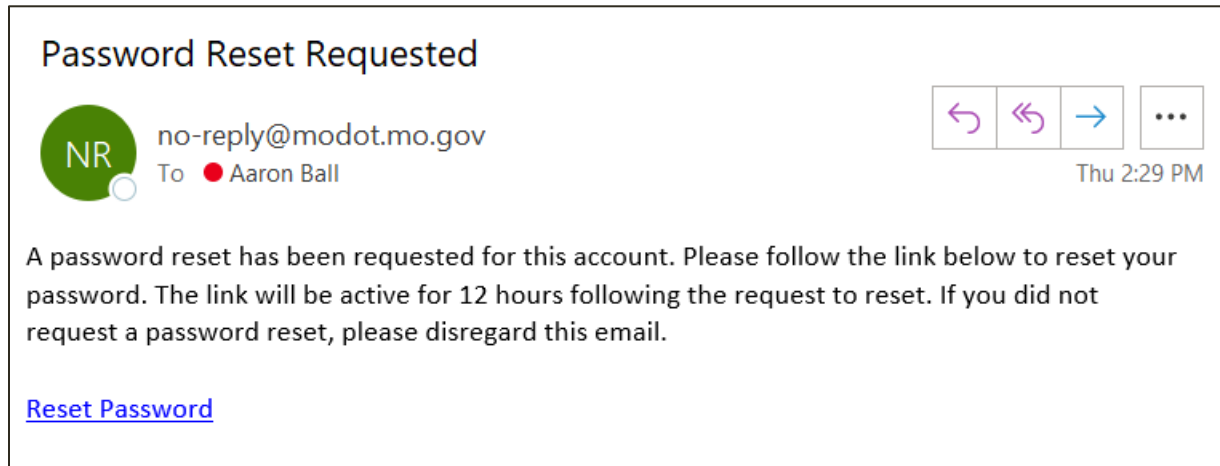 Password Reset Requested
NR
no-reply@modot.mo.gov
To Aaron Ball
Thu 2:29 PM
A password reset has been requested for this account. Please follow the link below to reset your
password. The link will be active for 12 hours following the request to reset. If you did not
request a password reset, please disregard this email.
Reset Password